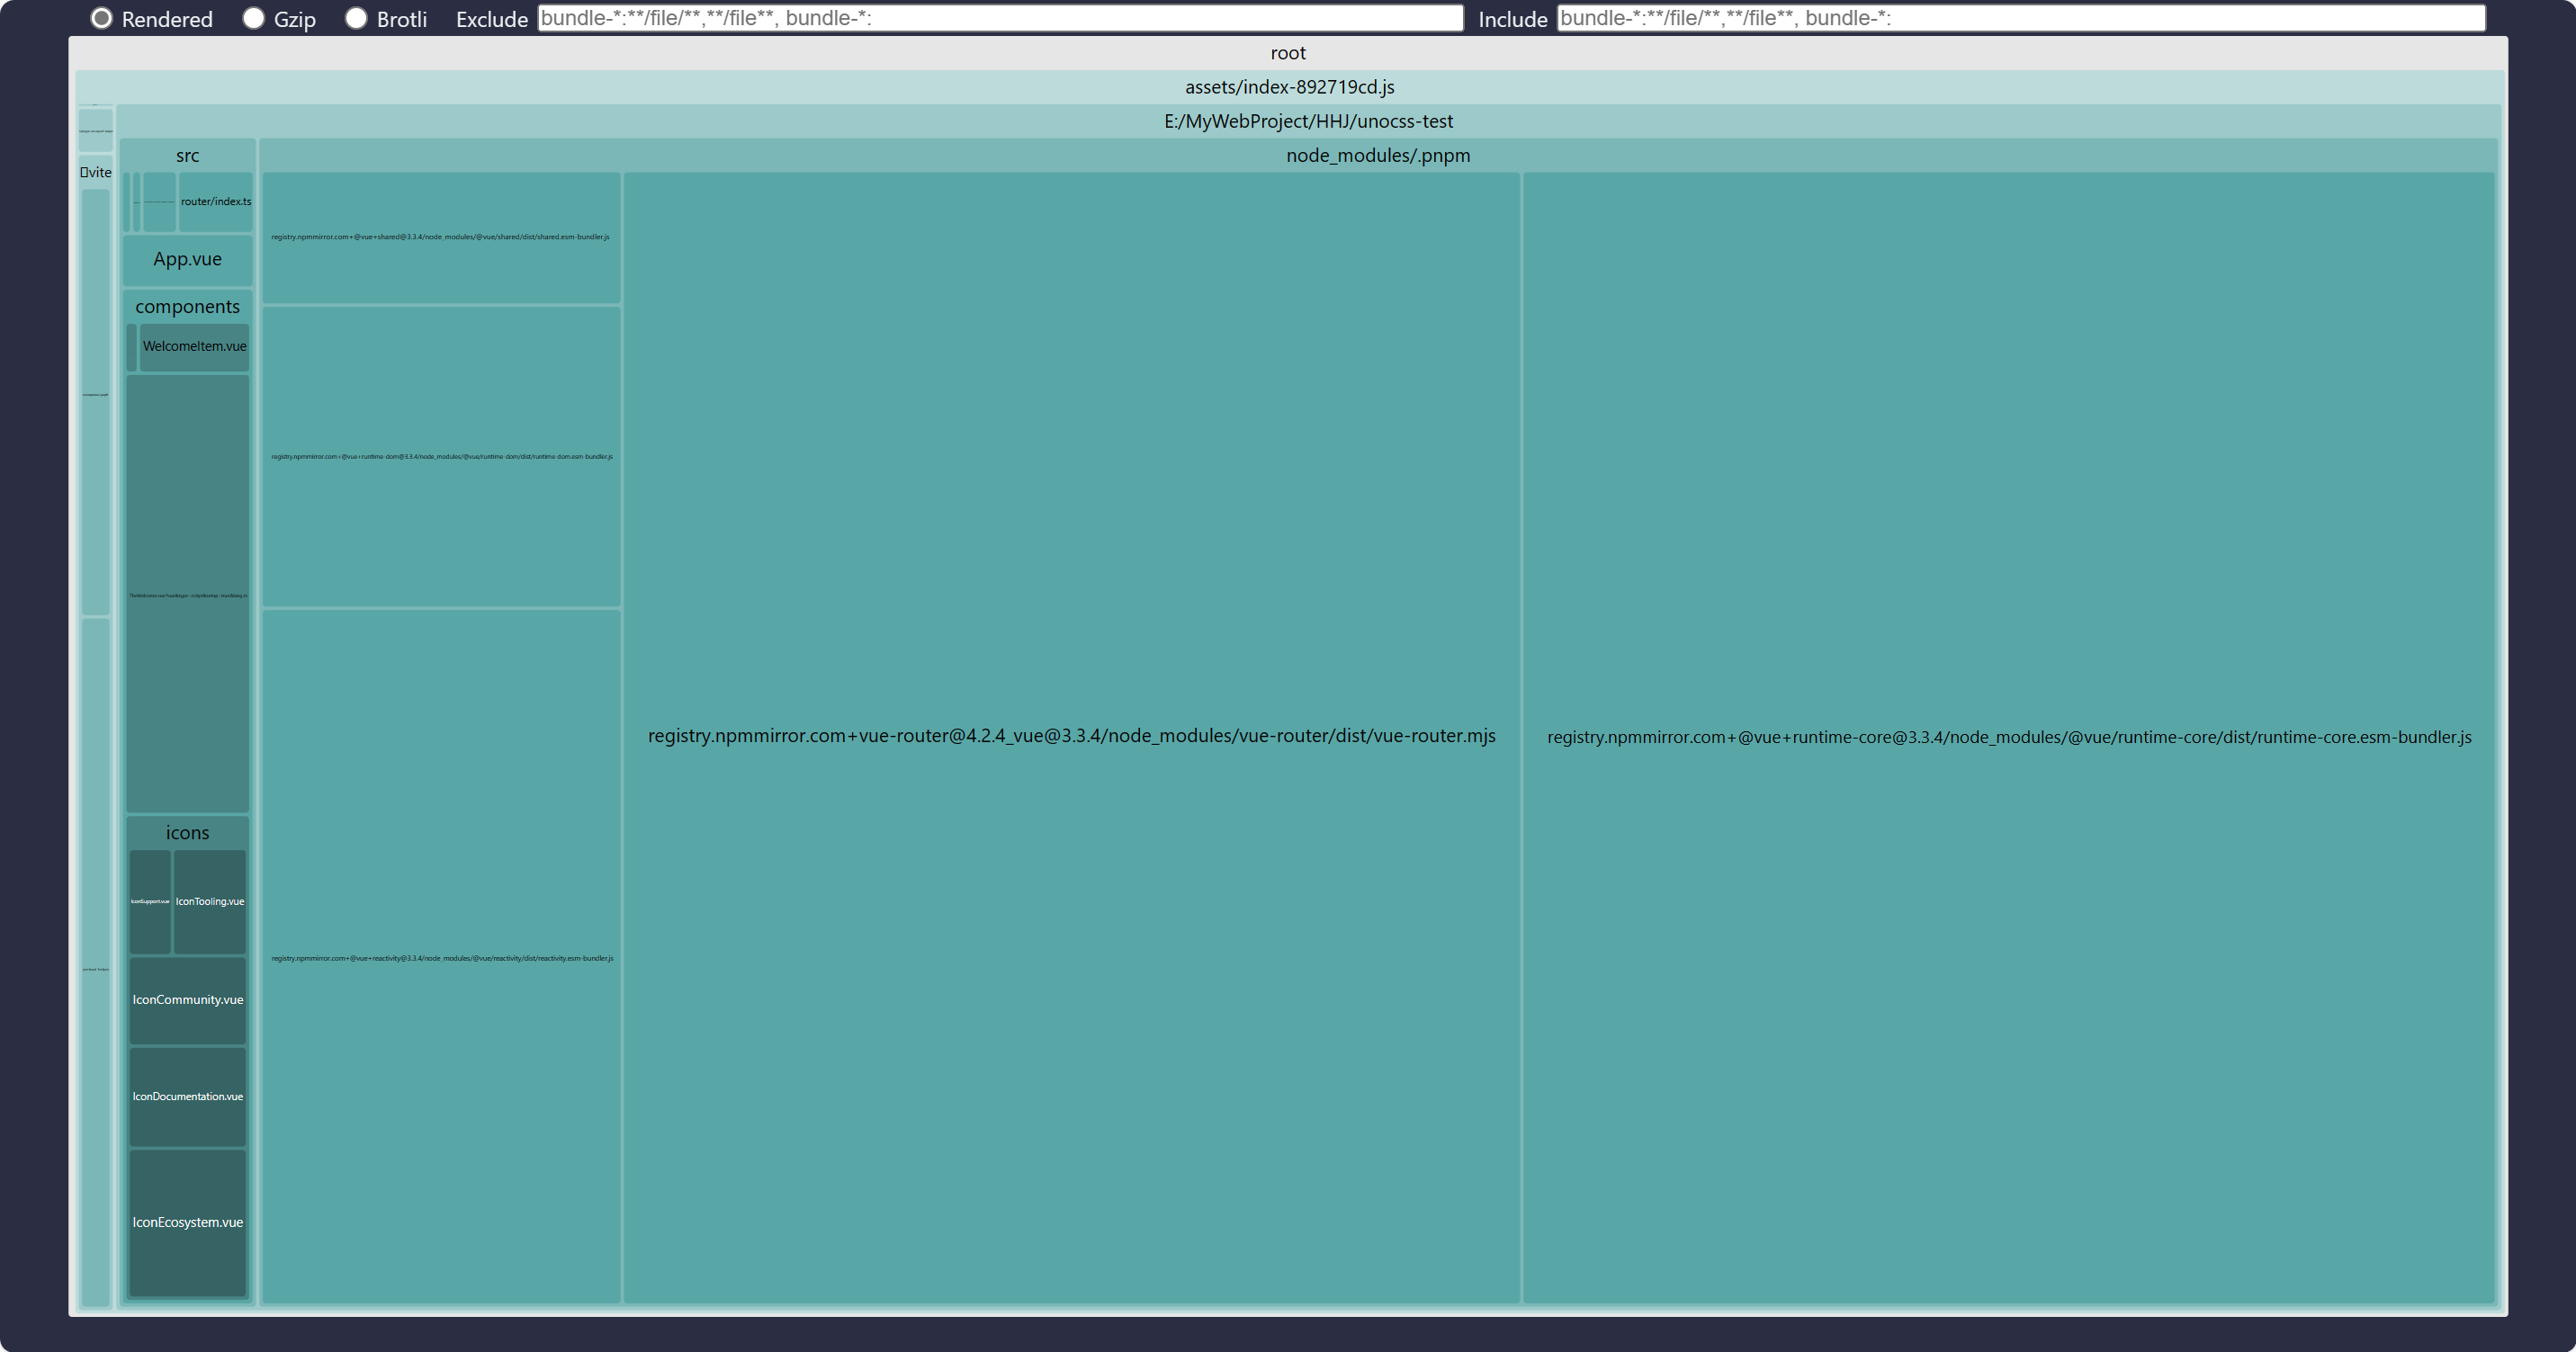 Rendered Gzip Brotli Exclude bundle-*:**/file/**,**/file**, bundle-*: Include bundle-*:**/file/**,**/file**, bundle-*:
root
assets/index-892719cd.js
E:/MyWebProject/HHJ/unocss-test
vite
src
router/index.ts
App.vue
components
WelcomeItem.vue
icons
IconSupport.vue
IconTooling.vue
IconCommunity.vue
IconDocumentation.vue
IconEcosystem.vue
node_modules/.pnpm
registry.npmmirror.com+@vue+shared@3.3.4/node_modules/@vue/shared/dist/shared.esm-bundler.js
registry.npmmirror.com+@vue+runtime-dom@3.3.4/node_modules/@vue/runtime-dom/dist/runtime-dom.esm-bundler.js
registry.npmmirror.com+@vue+reactivity@3.3.4/node_modules/@vue/reactivity/dist/reactivity.esm-bundler.js
registry.npmmirror.com+vue-router@4.2.4_vue@3.3.4/node_modules/vue-router/dist/vue-router.mjs
registry.npmmirror.com+@vue+runtime-core@3.3.4/node_modules/@vue/runtime-core/dist/runtime-core.esm-bundler.js